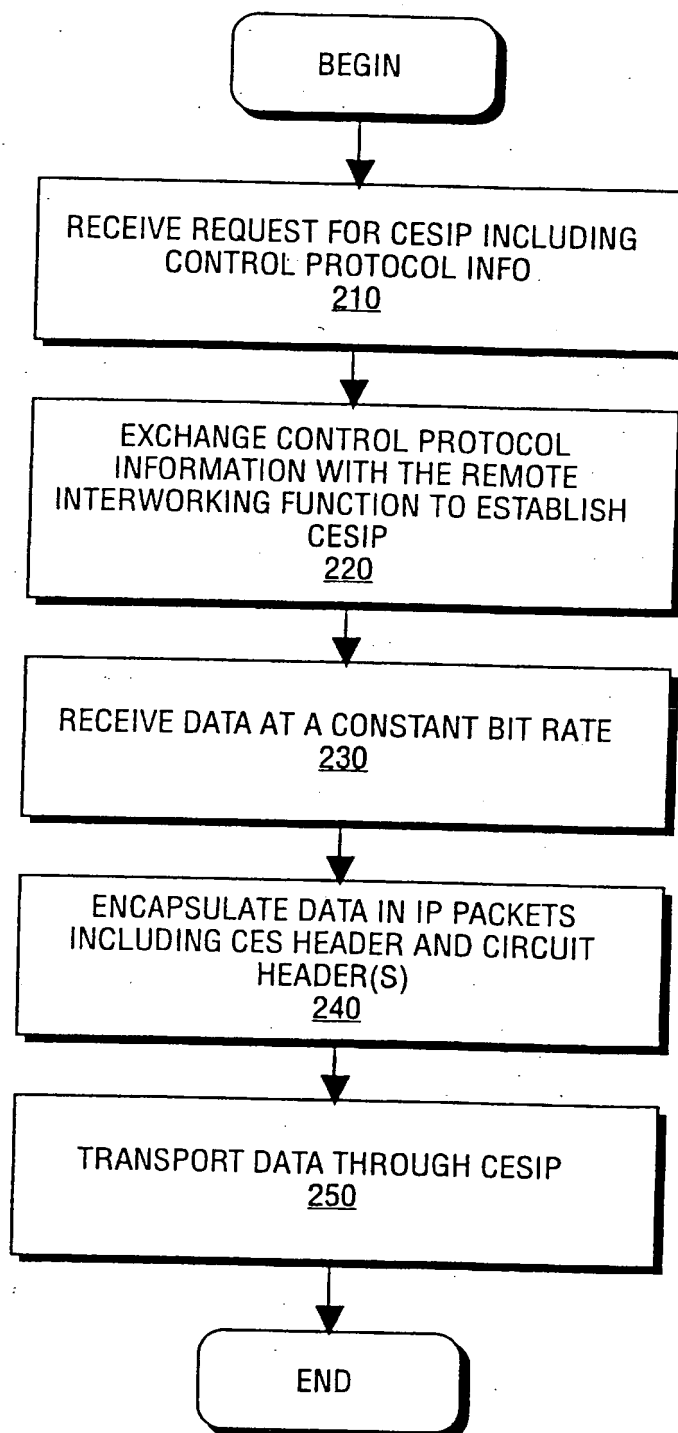 BEGIN
RECEIVE REQUEST FOR CESIP INCLUDING
CONTROL PROTOCOL INFO
210
EXCHANGE CONTROL PROTOCOL
INFORMATION WITH THE REMOTE
INTERWORKING FUNCTION TO ESTABLISH
CESIP
220
RECEIVE DATA AT A CONSTANT BIT RATE
230
ENCAPSULATE DATA IN IP PACKETS
INCLUDING CES HEADER AND CIRCUIT
HEADER(S)
240
TRANSPORT DATA THROUGH CESIP
250
END